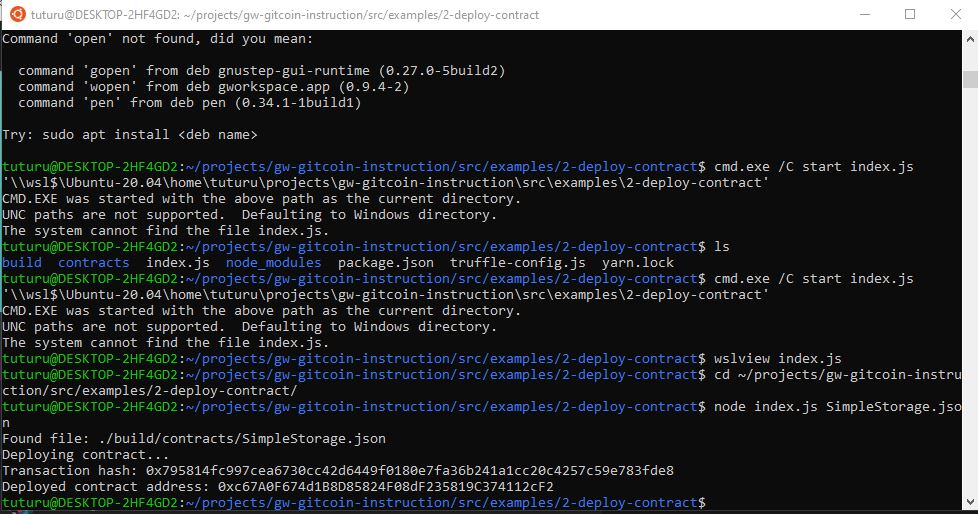 tuturu@DESKTOP-2HF4GD2: ~/projects/gw-gitcoin-instruction/src/examples/2-deploy-contract
Command 'open' not found, did you mean:
command 'gopen' from deb gnustep-gui-runtime (0.27.0-5build2)
command 'wopen' from deb gworkspace.app (0.9.4-2)
command 'pen' from deb pen (0.34.1-1build1)
Try: sudo apt install <deb name>
tuturu@DESKTOP-2HF4GD2:~/projects/gw-gitcoin-instruction/src/examples/2-deploy-contract$ cmd.exe /C start index.js
'\\wsl$\Ubuntu-20.04\home\tuturu\projects\gw-gitcoin-instruction\src\examples\2-deploy-contract'
CMD.EXE was started with the above path as the current directory.
UNC paths are not supported.  Defaulting to Windows directory.
The system cannot find the file index.js.
tuturu@DESKTOP-2HF4GD2:~/projects/gw-gitcoin-instruction/src/examples/2-deploy-contract$ ls
build  contracts  index.js  node_modules  package.json  truffle-config.js  yarn.lock
tuturu@DESKTOP-2HF4GD2:~/projects/gw-gitcoin-instruction/src/examples/2-deploy-contract$ cmd.exe /C start index.js
'\\wsl$\Ubuntu-20.04\home\tuturu\projects\gw-gitcoin-instruction\src\examples\2-deploy-contract'
CMD.EXE was started with the above path as the current directory.
UNC paths are not supported.  Defaulting to Windows directory.
The system cannot find the file index.js.
tuturu@DESKTOP-2HF4GD2:~/projects/gw-gitcoin-instruction/src/examples/2-deploy-contract$ wslview index.js
tuturu@DESKTOP-2HF4GD2:~/projects/gw-gitcoin-instruction/src/examples/2-deploy-contract$ cd ~/projects/gw-gitcoin-instru
ction/src/examples/2-deploy-contract/
tuturu@DESKTOP-2HF4GD2:~/projects/gw-gitcoin-instruction/src/examples/2-deploy-contract$ node index.js SimpleStorage.jso
n
Found file: ./build/contracts/SimpleStorage.json
Deploying contract...
Transaction hash: 0x795814fc997cea6730cc42d6449f0180e7fa36b241a1cc20c4257c59e783fde8
Deployed contract address: 0xc67A0F674d1B8D85824F08dF235819C374112cF2
tuturu@DESKTOP-2HF4GD2:~/projects/gw-gitcoin-instruction/src/examples/2-deploy-contract$